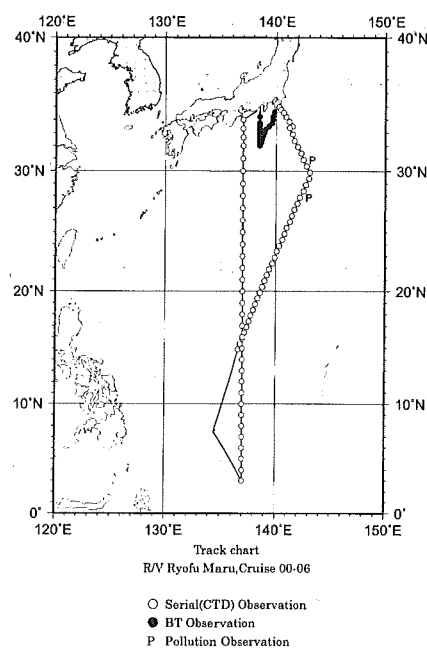 120°E 130°E 140°E 150°E
40°N 40°N
P
30°N 30°N
P
20°N 20°N
10°N 10°N
0° 0°
120°E 130°E 140°E 150°E
Track chart
R/V Ryofu Maru,Cruise 00-06
○ Serial(CTD) Observation
● BT Observation
P Pollution Observation